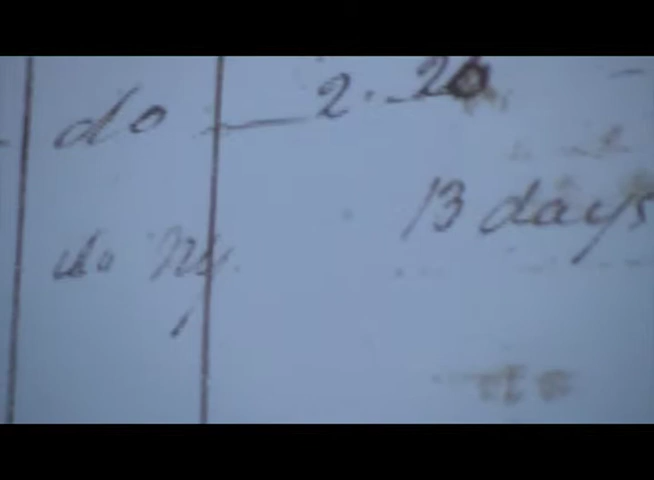 do — 2. 20
13 days
do